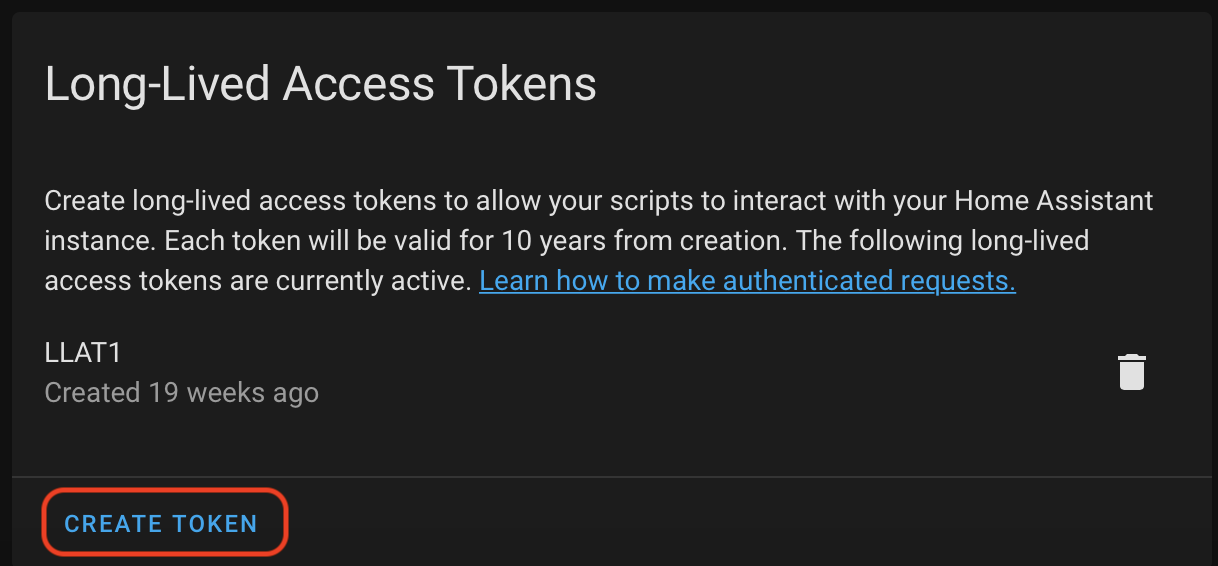 Long-Lived Access Tokens
Create long-lived access tokens to allow your scripts to interact with your Home Assistant
instance. Each token will be valid for 10 years from creation. The following long-lived
access tokens are currently active. Learn how to make authenticated requests.
LLAT1
Created 19 weeks ago
CREATE TOKEN